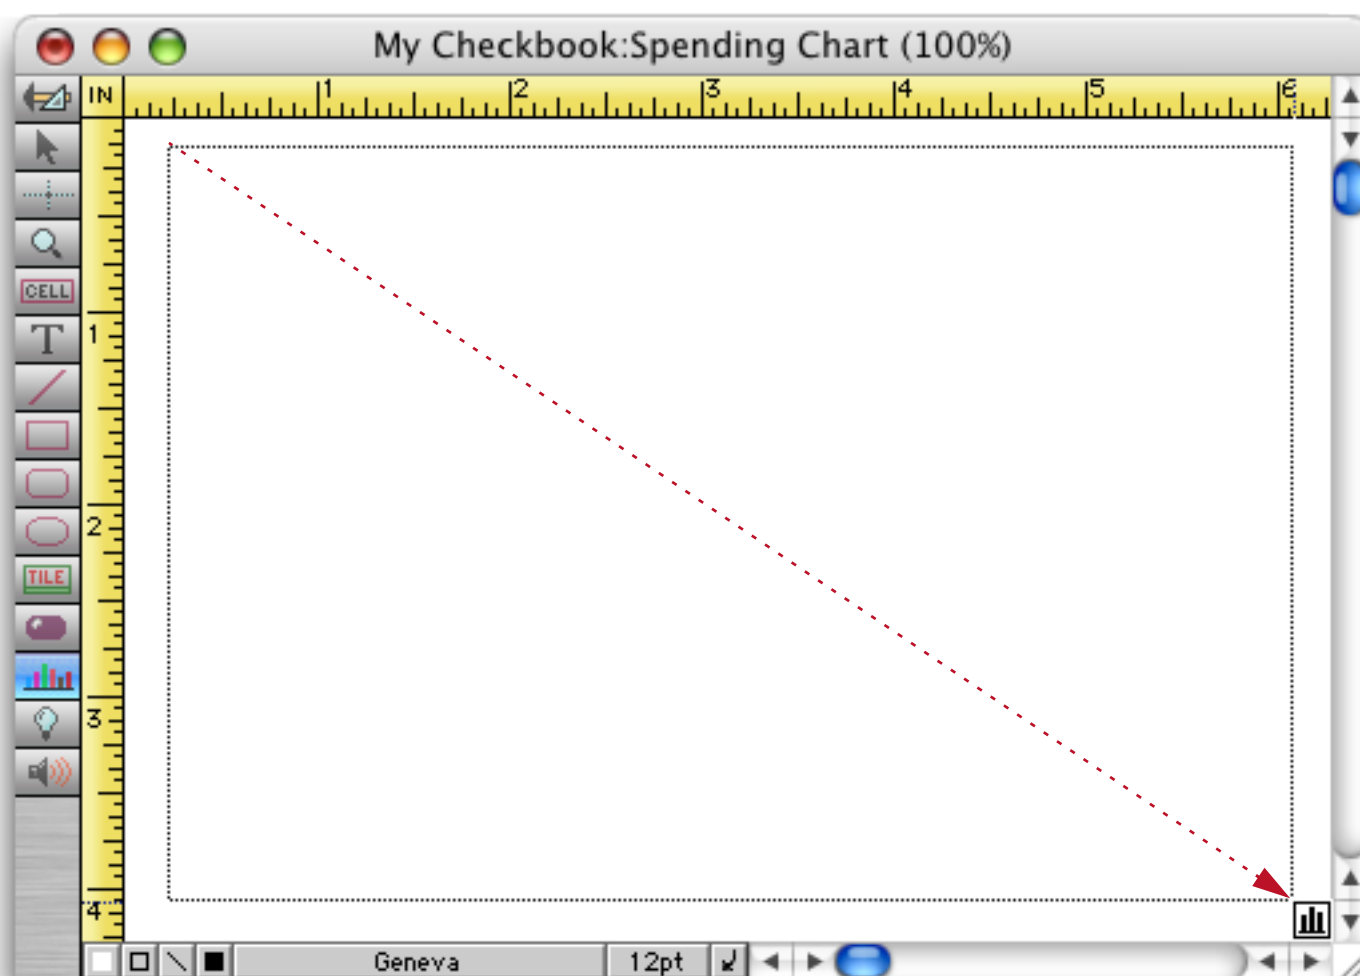 My Checkbook:Spending Chart (100%)
IN 1 2 3 4 5 6
CELL
1
T
2
TILE
3
4
Geneva 12pt